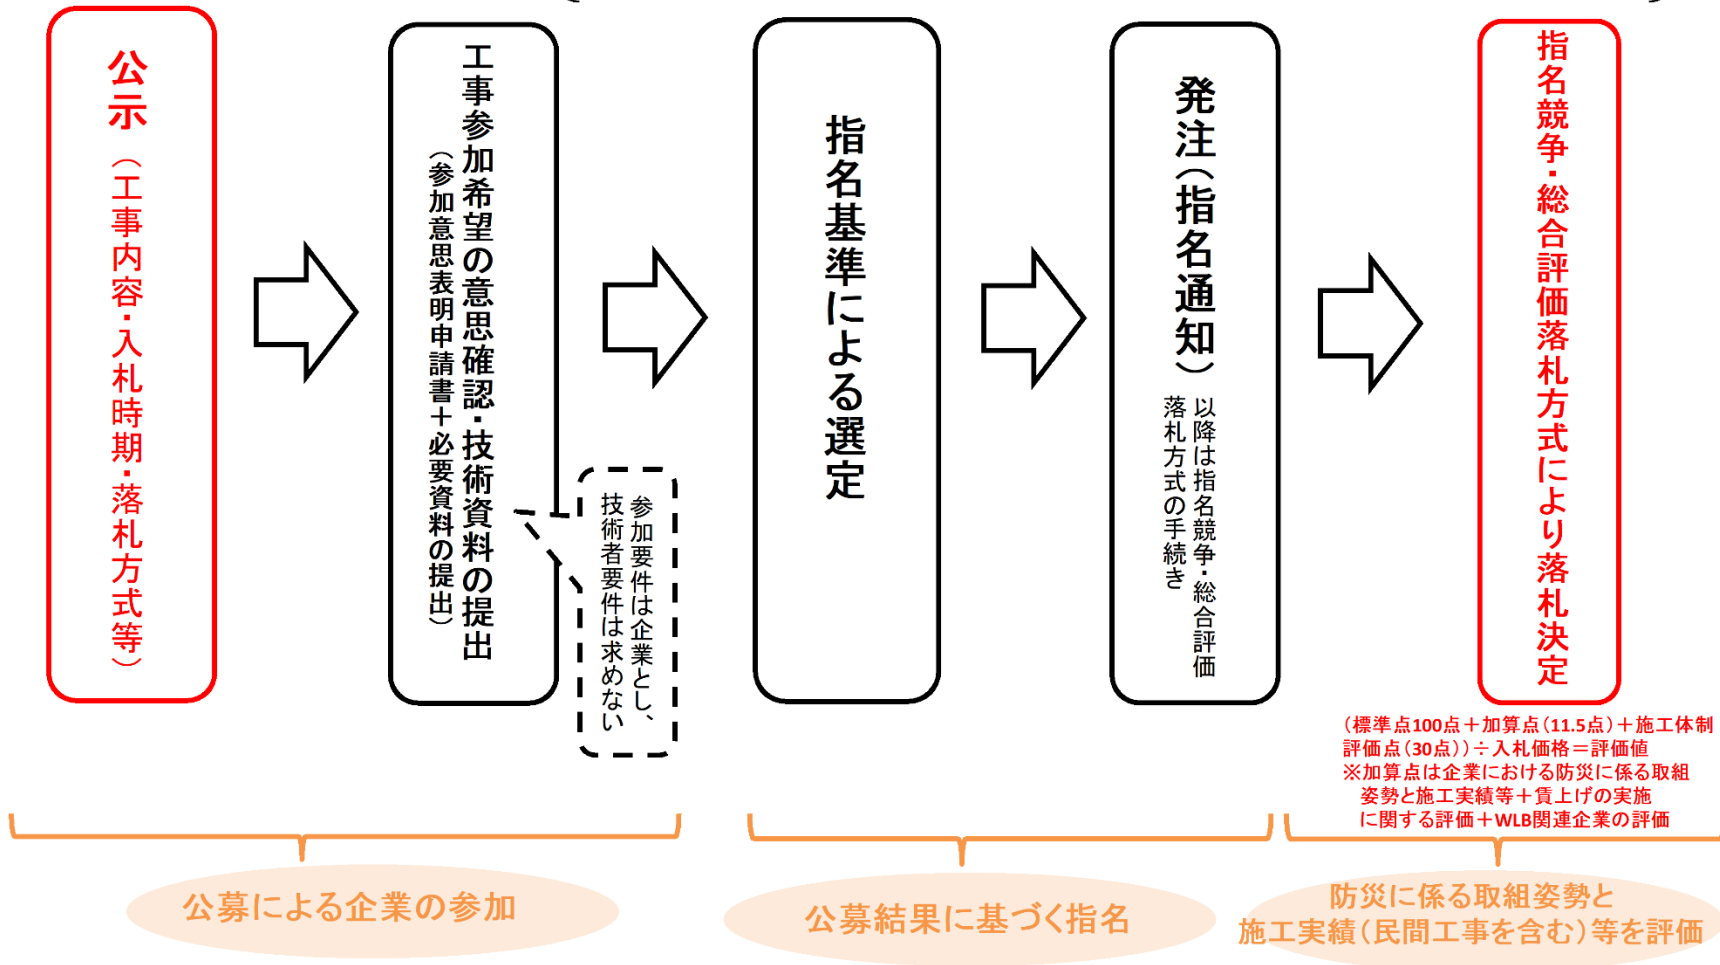 公示（工事内容・入札時期・落札方式等）
工事参加希望の意思確認・技術資料の提出
（参加意思表明申請書＋必要資料の提出）
参加要件は企業とし、
技術者要件は求めない
指名基準による選定
発注（指名通知）
以降は指名競争・総合評価
落札方式の手続き
指名競争・総合評価落札方式により落札決定
（標準点100点＋加算点（11.5点）＋施工体制
評価点（30点））÷入札価格＝評価値
※加算点は企業における防災に係る取組
姿勢と施工実績等＋賃上げの実施
に関する評価＋WLB関連企業の評価
公募による企業の参加
公募結果に基づく指名
防災に係る取組姿勢と
施工実績（民間工事を含む）等を評価